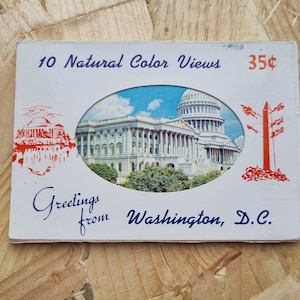 10 Natural Color Views 35¢
Greetings
from Washington, D.C.